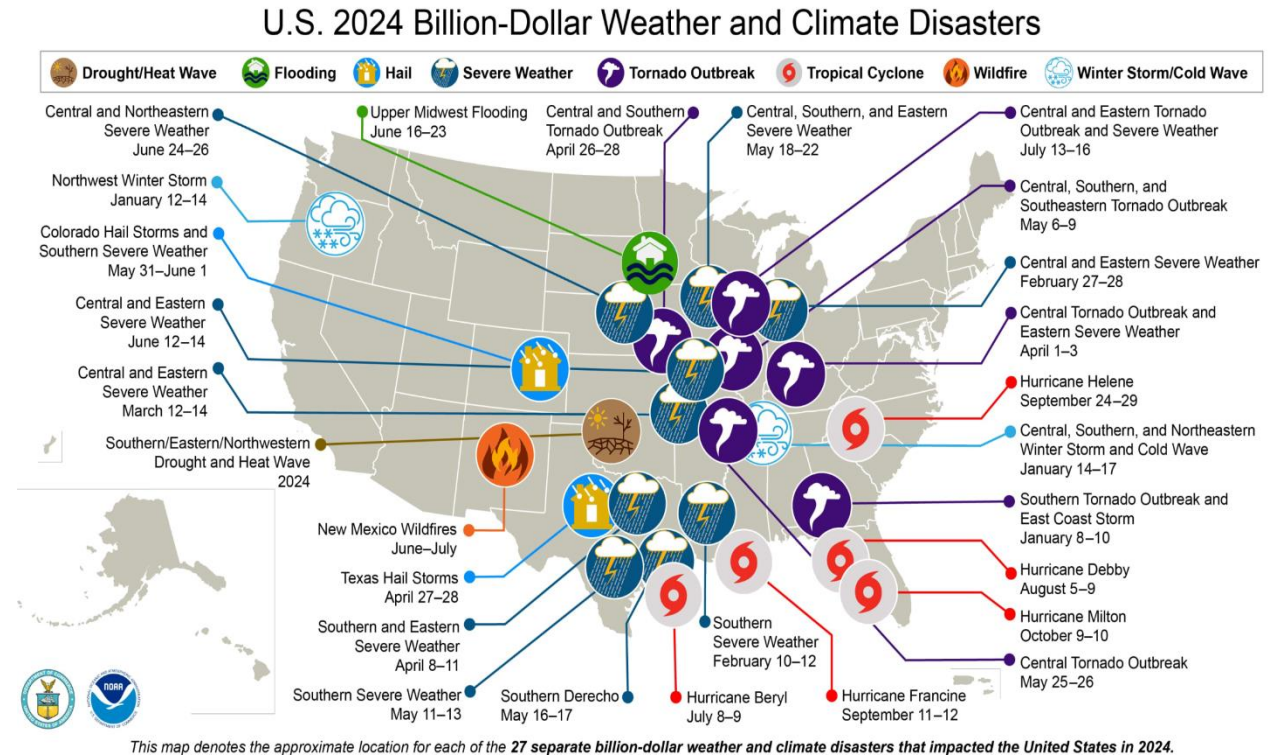 U.S. 2024 Billion-Dollar Weather and Climate Disasters
Drought/Heat Wave
Flooding
Hail
Severe Weather
Tornado Outbreak
Tropical Cyclone
Wildfire
Winter Storm/Cold Wave
Central and Northeastern
Severe Weather
June 24–26
Northwest Winter Storm
January 12–14
Colorado Hail Storms and
Southern Severe Weather
May 31–June 1
Central and Eastern
Severe Weather
June 12–14
Central and Eastern
Severe Weather
March 12–14
Southern/Eastern/Northwestern
Drought and Heat Wave
2024
Upper Midwest Flooding
June 16–23
Central and Southern
Tornado Outbreak
April 26–28
Central, Southern, and Eastern
Severe Weather
May 18–22
Central and Eastern Tornado
Outbreak and Severe Weather
July 13–16
Central, Southern, and
Southeastern Tornado Outbreak
May 6–9
Central and Eastern Severe Weather
February 27–28
Central Tornado Outbreak and
Eastern Severe Weather
April 1–3
Hurricane Helene
September 24–29
Central, Southern, and Northeastern
Winter Storm and Cold Wave
January 14–17
Southern Tornado Outbreak and
East Coast Storm
January 8–10
Hurricane Debby
August 5–9
Hurricane Milton
October 9–10
Central Tornado Outbreak
May 25–26
New Mexico Wildfires
June–July
Texas Hail Storms
April 27–28
Southern and Eastern
Severe Weather
April 8–11
Southern Severe Weather
May 11–13
Southern Derecho
May 16–17
Hurricane Beryl
July 8–9
Southern
Severe Weather
February 10–12
Hurricane Francine
September 11–12
NOAA
This map denotes the approximate location for each of the 27 separate billion-dollar weather and climate disasters that impacted the United States in 2024.